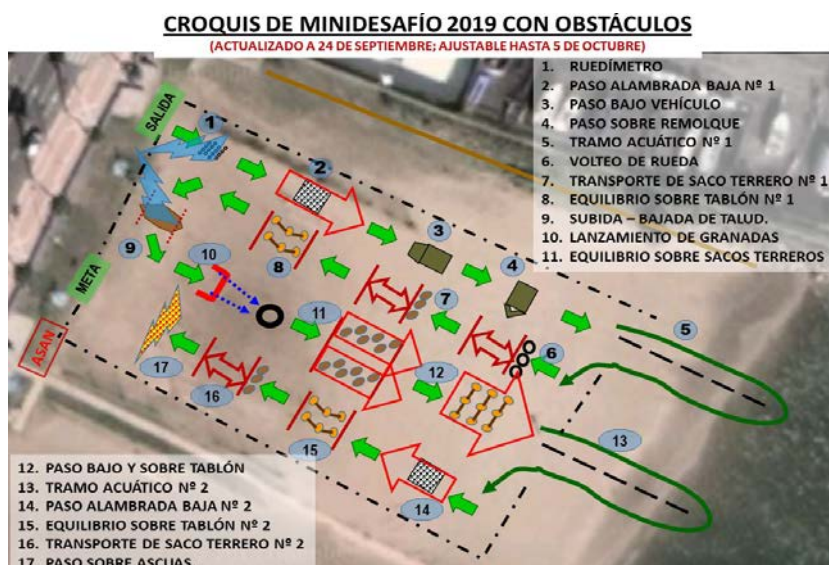 CROQUIS DE MINIDESAFÍO 2019 CON OBSTÁCULOS
(ACTUALIZADO A 24 DE SEPTIEMBRE; AJUSTABLE HASTA 5 DE OCTUBRE)
1. RUEDÍMETRO
2. PASO ALAMBRADA BAJA Nº 1
3. PASO BAJO VEHÍCULO
4. PASO SOBRE REMOLQUE
5. TRAMO ACUÁTICO Nº 1
6. VOLTEO DE RUEDA
7. TRANSPORTE DE SACO TERRERO Nº 1
8. EQUILIBRIO SOBRE TABLÓN Nº 1
9. SUBIDA – BAJADA DE TALUD.
10. LANZAMIENTO DE GRANADAS
11. EQUILIBRIO SOBRE SACOS TERREROS
SALIDA
1
2
3
4
5
6
7
8
9
10
11
12
13
14
15
16
17
META
ASAN
12. PASO BAJO Y SOBRE TABLÓN
13. TRAMO ACUÁTICO Nº 2
14. PASO ALAMBRADA BAJA Nº 2
15. EQUILIBRIO SOBRE TABLÓN Nº 2
16. TRANSPORTE DE SACO TERRERO Nº 2
17. PASO SOBRE ASCUAS